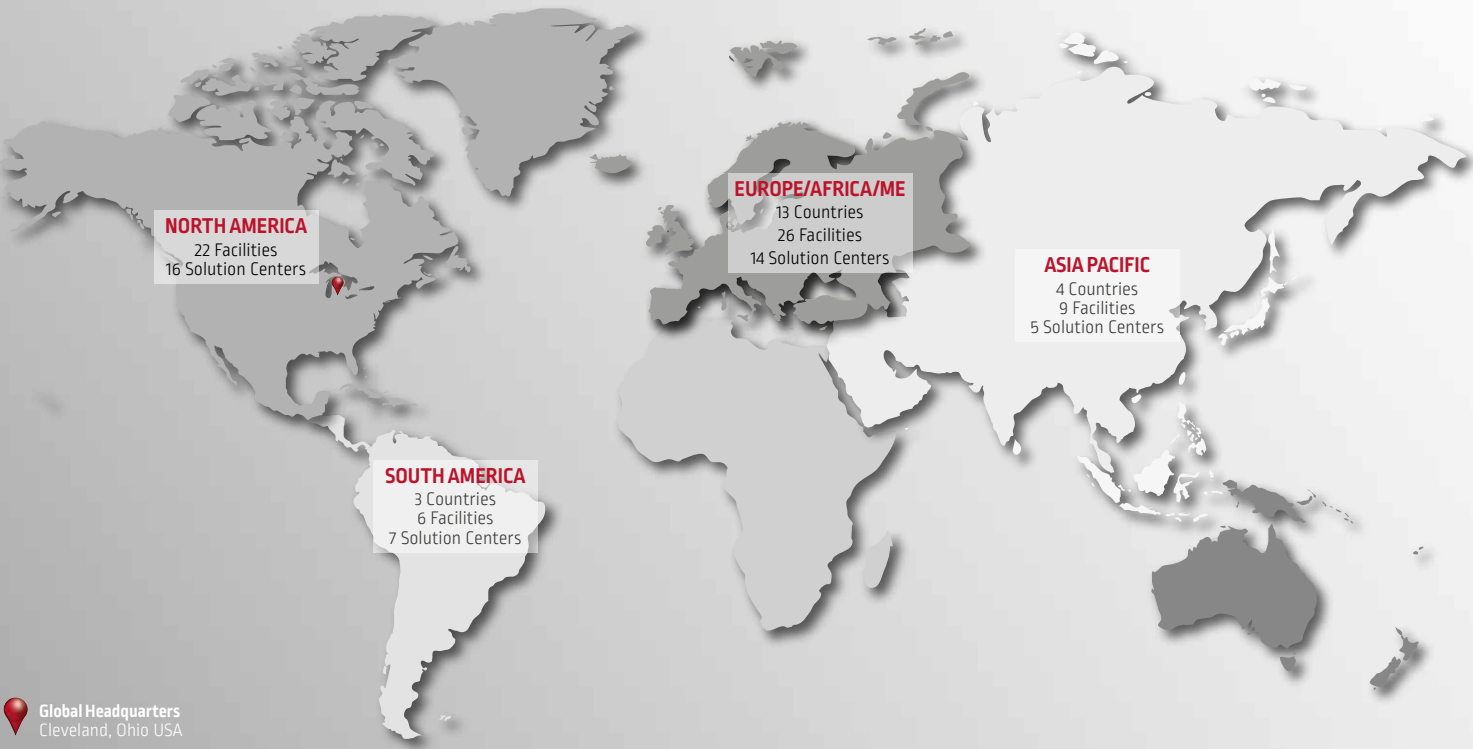 NORTH AMERICA
22 Facilities
16 Solution Centers
EUROPE/AFRICA/ME
13 Countries
26 Facilities
14 Solution Centers
ASIA PACIFIC
4 Countries
9 Facilities
5 Solution Centers
SOUTH AMERICA
3 Countries
6 Facilities
7 Solution Centers
Global Headquarters
Cleveland, Ohio USA